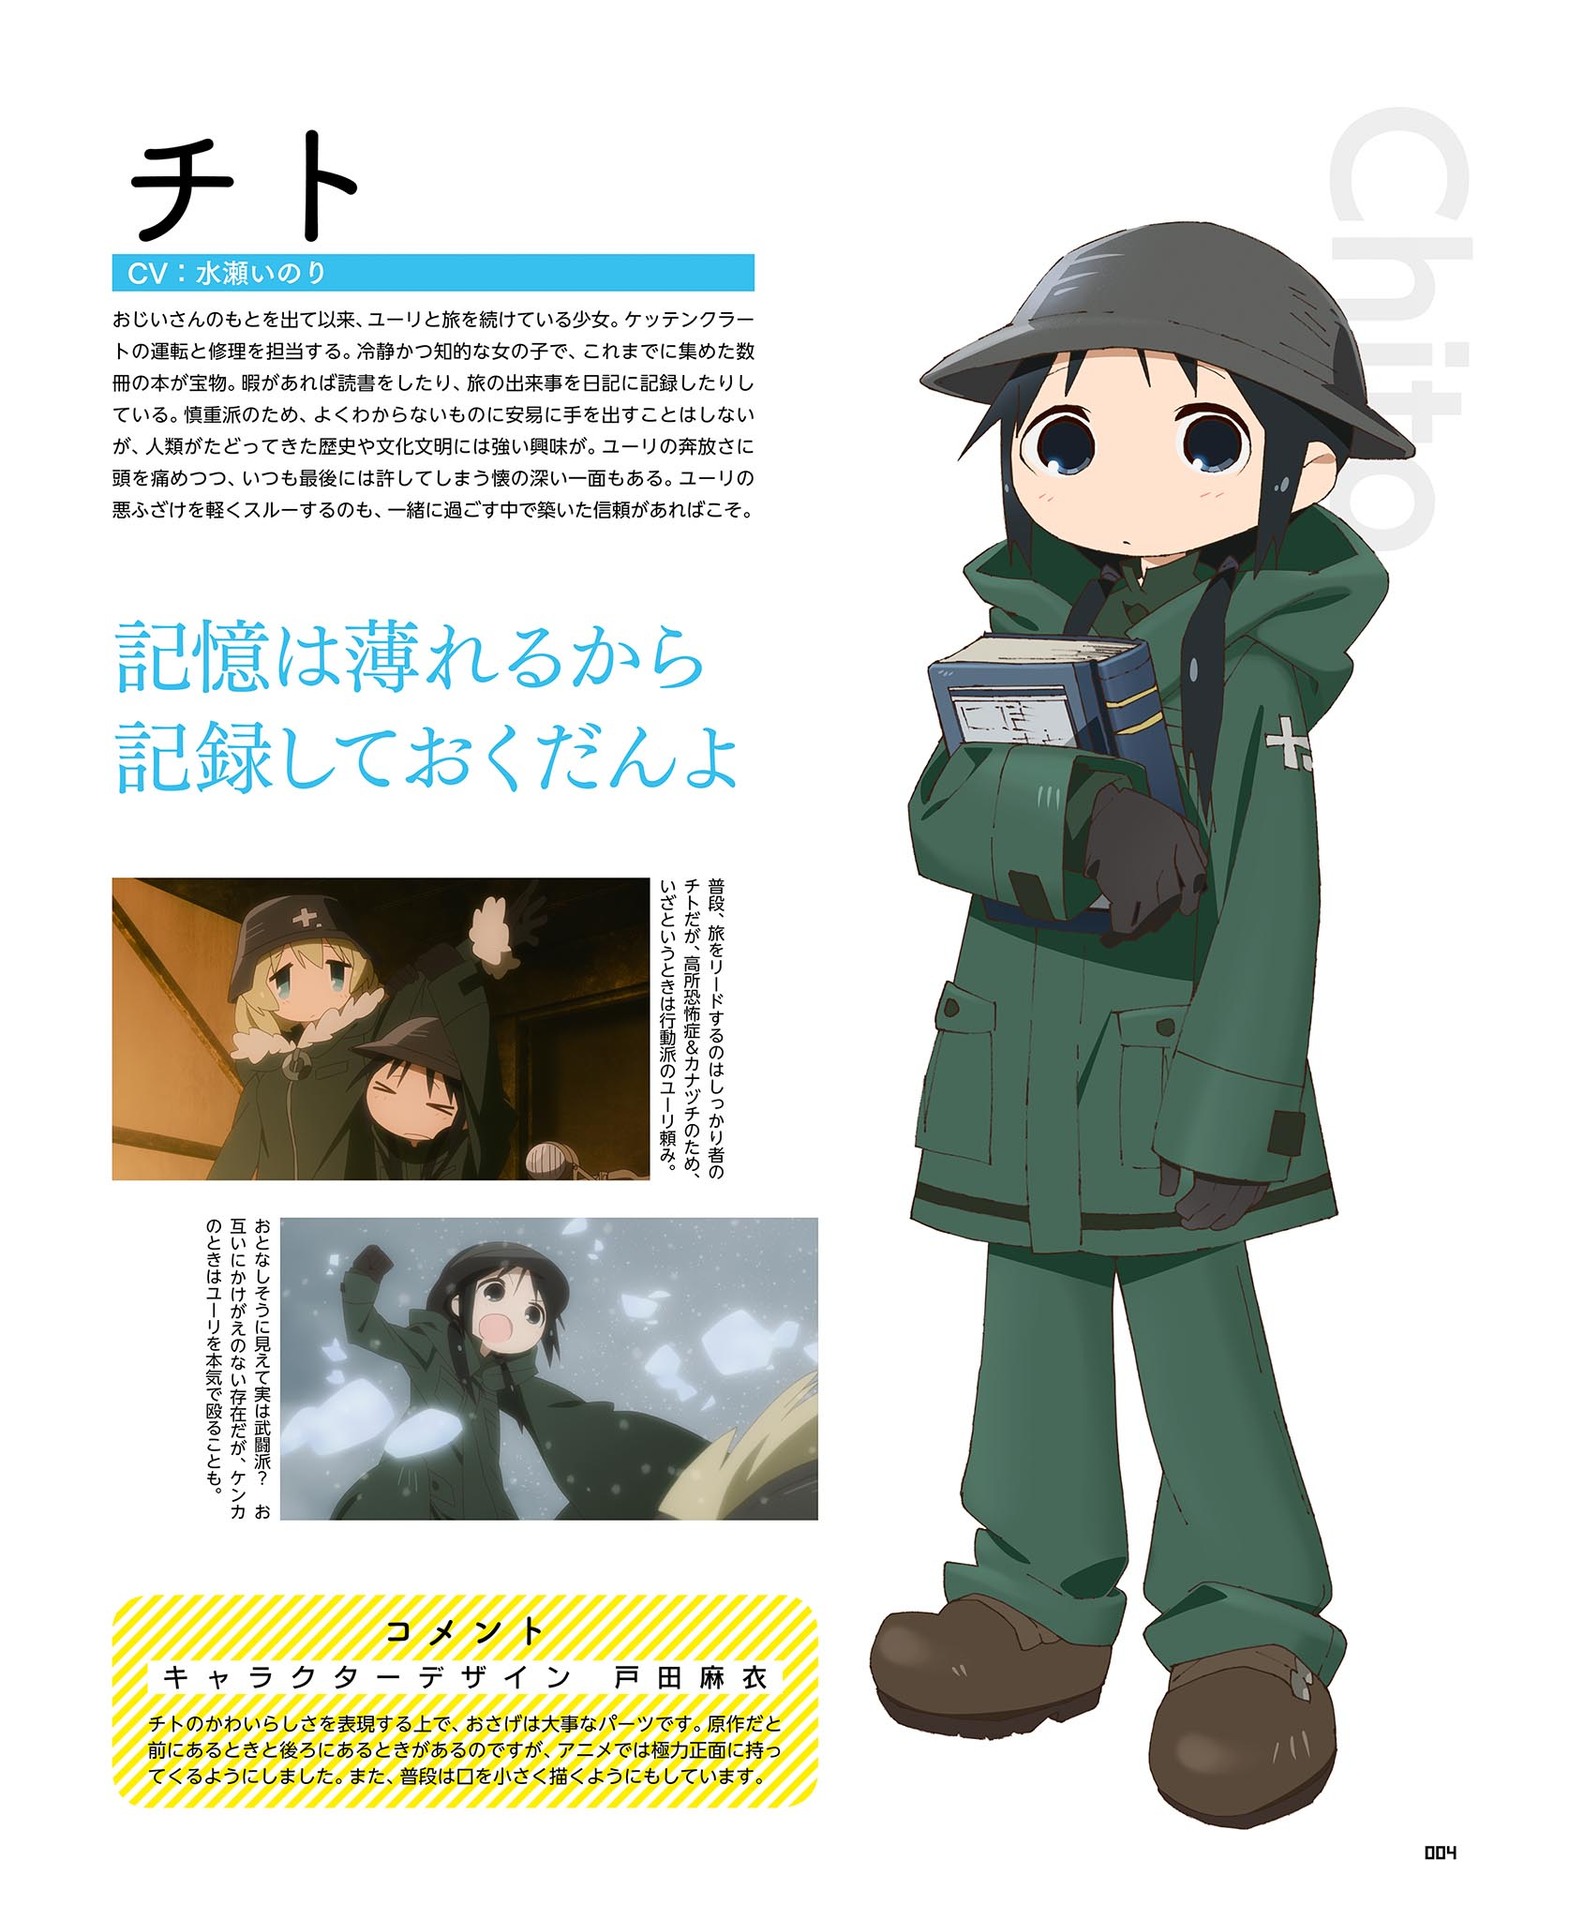 チト
Chito
CV：水瀬いのり
おじいさんのもとを出て以来、ユーリと旅を続けている少女。ケッテンクラー
トの運転と修理を担当する。冷静かつ知的な女の子で、これまでに集めた数
冊の本が宝物。暇があれば読書をしたり、旅の出来事を日記に記録したりし
ている。慎重派のため、よくわからないものに安易に手を出すことはしない
が、人類がたどってきた歴史や文化文明には強い興味が。ユーリの奔放さに
頭を痛めつつ、いつも最後には許してしまう懐の深い一面もある。ユーリの
悪ふざけを軽くスルーするのも、一緒に過ごす中で築いた信頼があればこそ。
記憶は薄れるから
記録しておくだんよ
普段、旅をリードするのはしっかり者の
チトだが、高所恐怖症&カナヅチのため、
いざというときは行動派のユーリ頼み。
おとなしそうに見えて実は武闘派？　お
互いにかけがえのない存在だが、ケンカ
のときはユーリを本気で殴ることも。
コメント
キャラクターデザイン　戸田麻衣
チトのかわいらしさを表現する上で、おさげは大事なパーツです。原作だと
前にあるときと後ろにあるときがあるのですが、アニメでは極力正面に持っ
てくるようにしました。また、普段は口を小さく描くようにもしています。
004